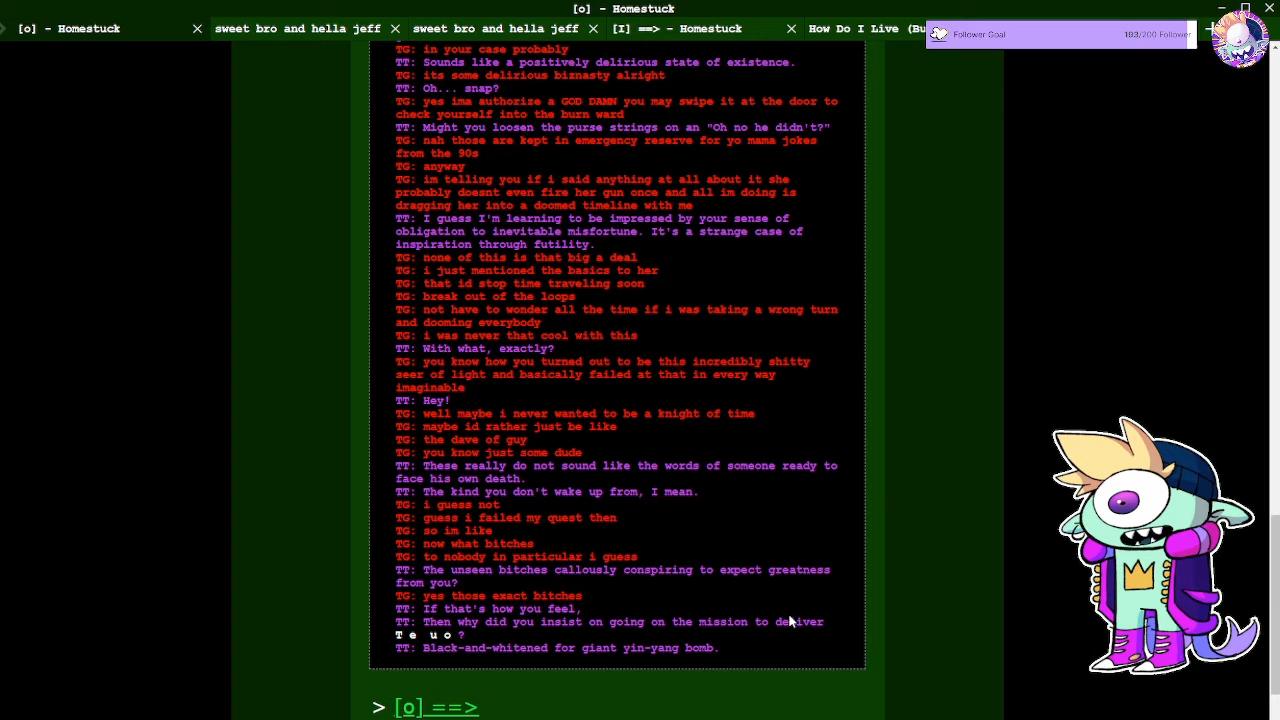 [o] - Homestuck
[o] - Homestuck
sweet bro and hella jeff
sweet bro and hella jeff
[I] ==> - Homestuck
How Do I Live (Bu
Follower Goal
193/200 Follower
TG: in your case probably
TT: Sounds like a positively delirious state of existence.
TG: its some delirious biznasty alright
TT: Oh... snap?
TG: yes ima authorize a GOD DAMN you may swipe it at the door to
check yourself into the burn ward
TT: Might you loosen the purse strings on an "Oh no he didn't?"
TG: nah those are kept in emergency reserve for yo mama jokes
from the 90s
TG: anyway
TG: im telling you if i said anything at all about it she
probably doesnt even fire her gun once and all im doing is
dragging her into a doomed timeline with me
TT: I guess I'm learning to be impressed by your sense of
obligation to inevitable misfortune. It's a strange case of
inspiration through futility.
TG: none of this is that big a deal
TG: i just mentioned the basics to her
TG: that id stop time traveling soon
TG: break out of the loops
TG: not have to wonder all the time if i was taking a wrong turn
and dooming everybody
TG: i was never that cool with this
TT: With what, exactly?
TG: you know how you turned out to be this incredibly shitty
seer of light and basically failed at that in every way
imaginable
TT: Hey!
TG: well maybe i never wanted to be a knight of time
TG: maybe id rather just be like
TG: the dave of guy
TG: you know just some dude
TT: These really do not sound like the words of someone ready to
face his own death.
TT: The kind you don't wake up from, I mean.
TG: i guess not
TG: guess i failed my quest then
TG: so im like
TG: now what bitches
TG: to nobody in particular i guess
TT: The unseen bitches callously conspiring to expect greatness
from you?
TG: yes those exact bitches
TT: If that's how you feel,
TT: Then why did you insist on going on the mission to deliver
T e u o ?
TT: Black-and-whitened for giant yin-yang bomb.
> [o] ==>